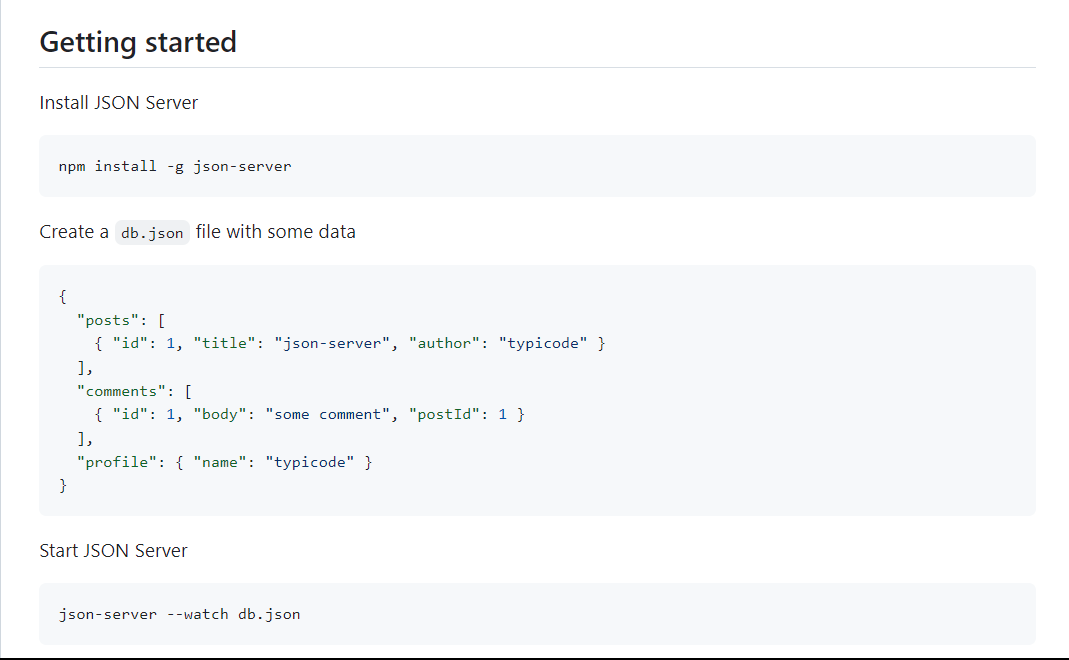 Getting started
Install JSON Server
npm install -g json-server
Create a db.json file with some data
{
  "posts": [
    { "id": 1, "title": "json-server", "author": "typicode" }
  ],
  "comments": [
    { "id": 1, "body": "some comment", "postId": 1 }
  ],
  "profile": { "name": "typicode" }
}
Start JSON Server
json-server --watch db.json